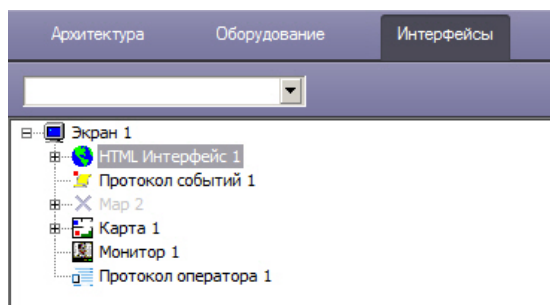 Архитектура Оборудование Интерфейсы
Экран 1
HTML Интерфейс 1
Протокол событий 1
Map 2
Карта 1
Монитор 1
Протокол оператора 1